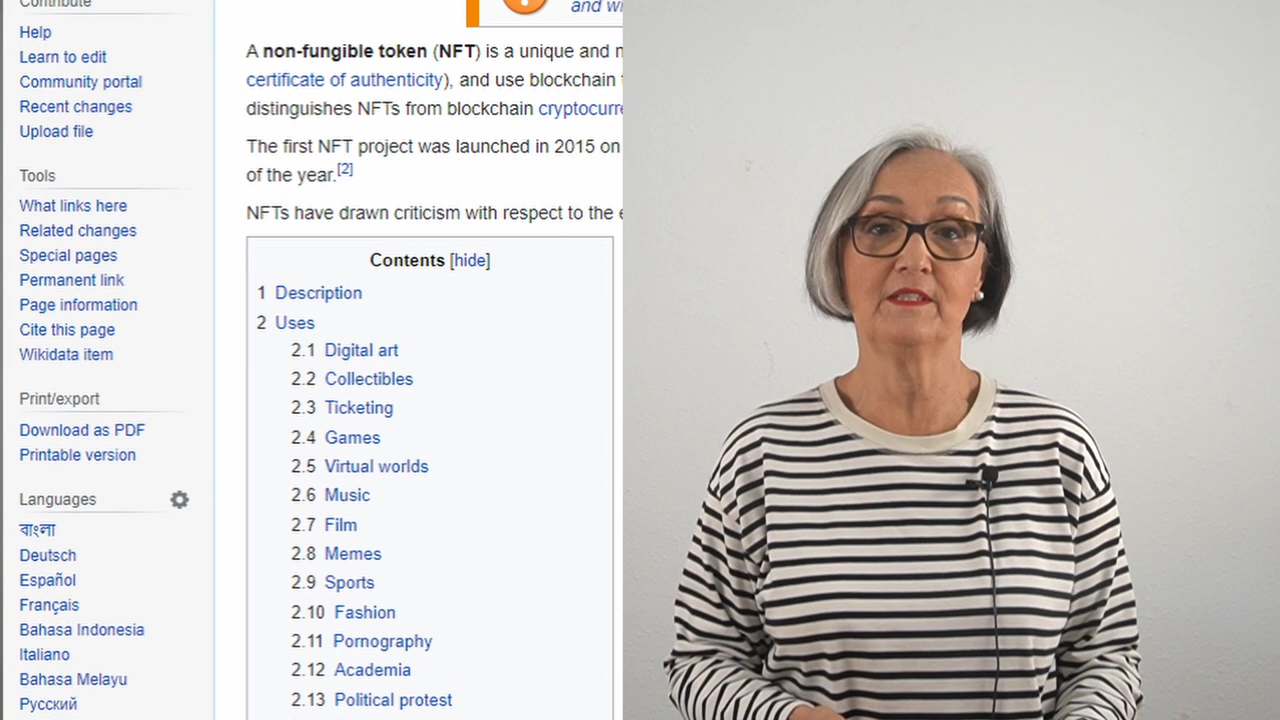 Contribute
Help
Learn to edit
Community portal
Recent changes
Upload file
Tools
What links here
Related changes
Special pages
Permanent link
Page information
Cite this page
Wikidata item
Print/export
Download as PDF
Printable version
Languages
বাংলা
Deutsch
Español
Français
Bahasa Indonesia
Italiano
Bahasa Melayu
Русский
and
A non-fungible token (NFT) is a unique and
certificate of authenticity), and use blockchain
distinguishes NFTs from blockchain
The first NFT project was launched in 2015 on
of the year.[2]
NFTs have drawn criticism with respect to the
Contents [hide]
1 Description
2 Uses
2.1 Digital art
2.2 Collectibles
2.3 Ticketing
2.4 Games
2.5 Virtual worlds
2.6 Music
2.7 Film
2.8 Memes
2.9 Sports
2.10 Fashion
2.11 Pornography
2.12 Academia
2.13 Political protest